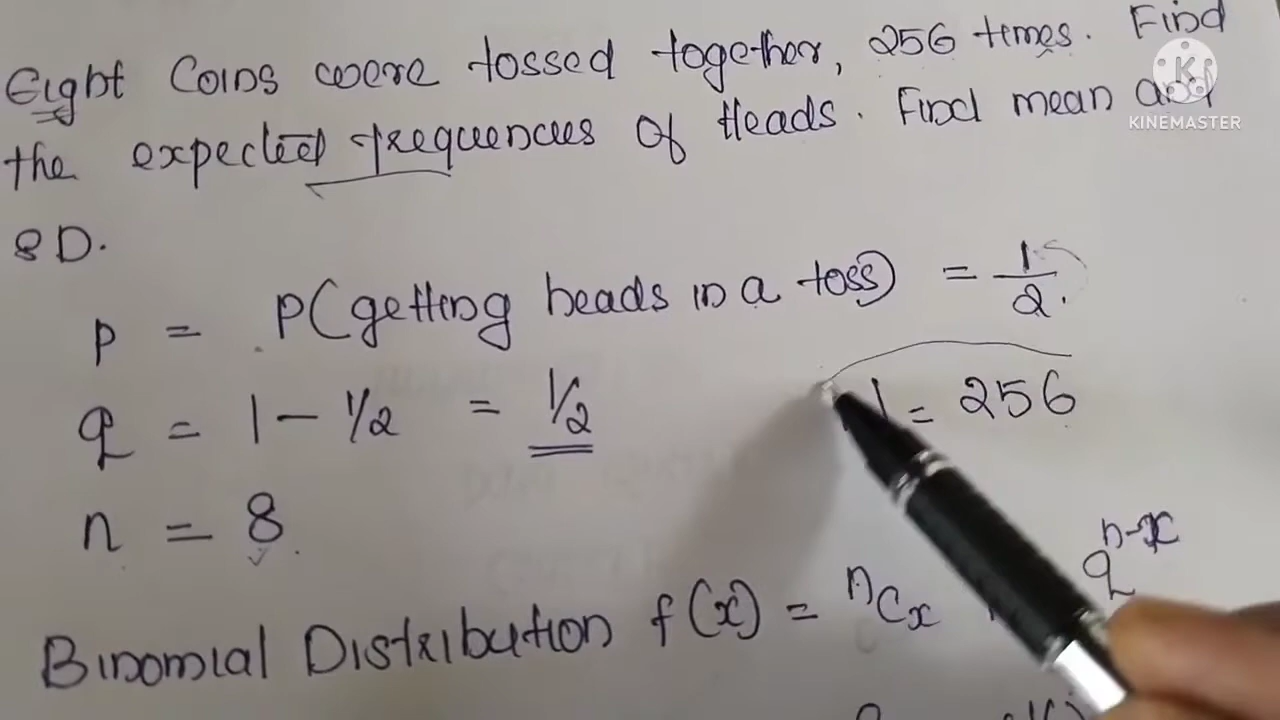 Eight Coins were tossed together, 256 times. Find
the expected frequencies of Heads. Find mean and
SD.
p = P(getting heads in a toss) = 1/2.
q = 1 - 1/2 = 1/2
= 256
n = 8
Binomial Distribution f(x) = nCx q^n-x
K
KINEMASTER